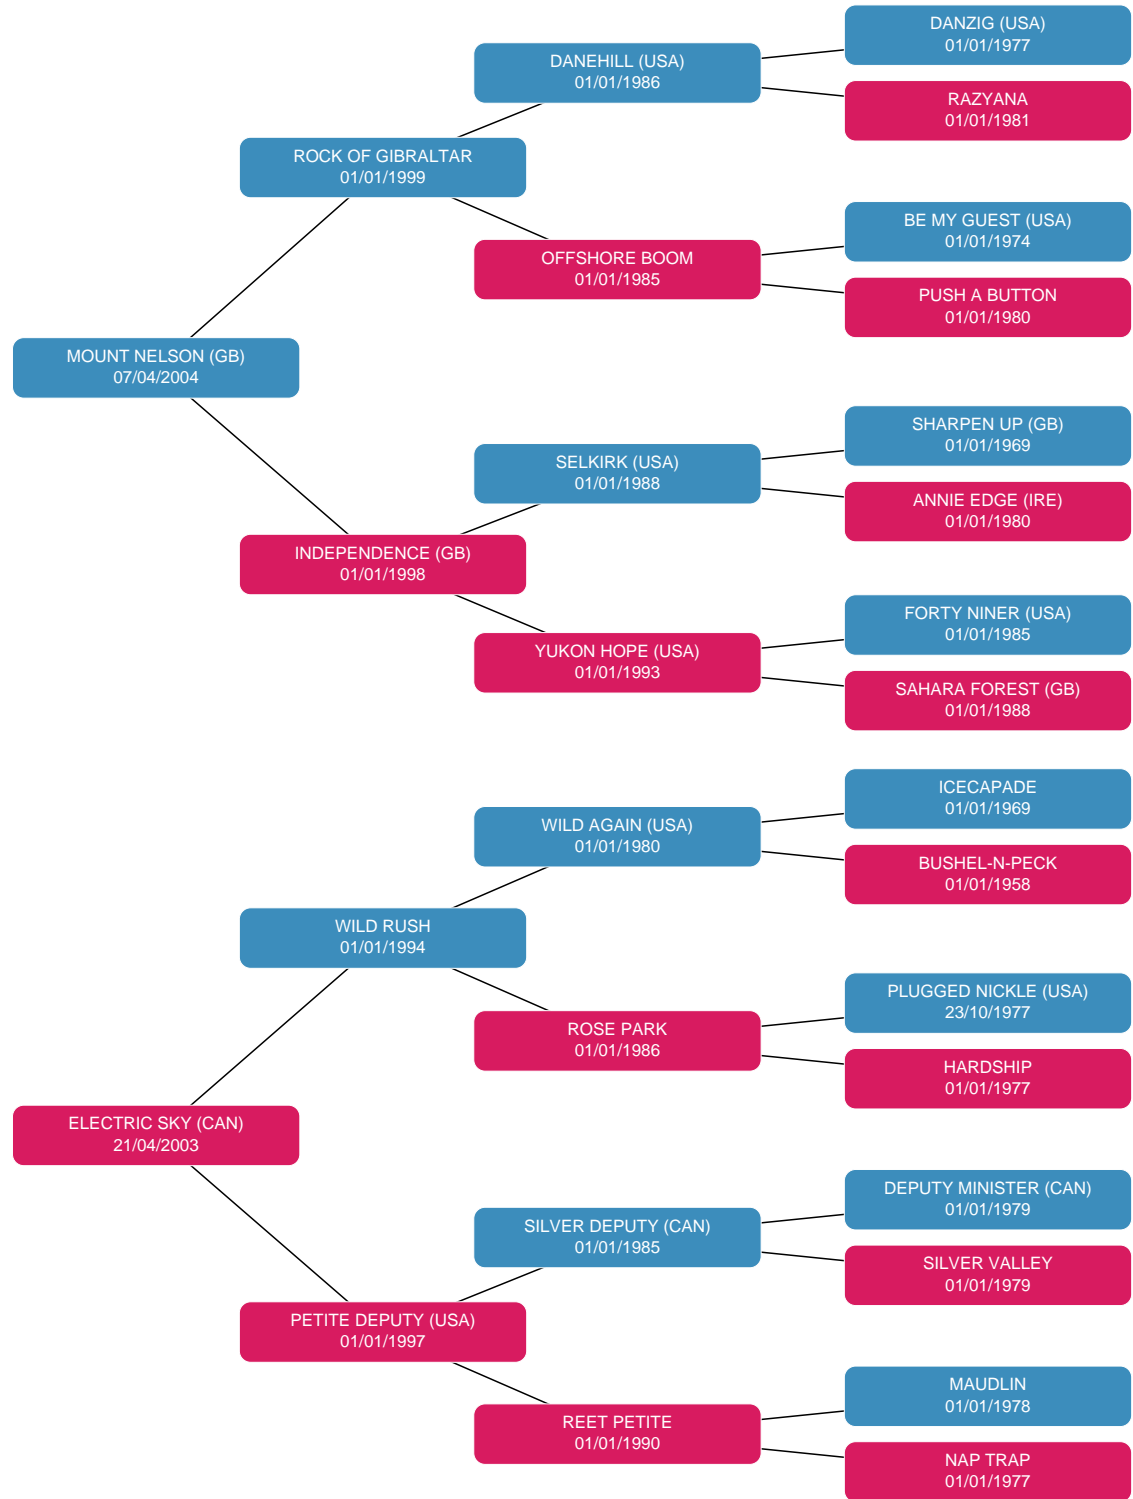 DANZIG (USA)
01/01/1977
DANEHILL (USA)
01/01/1986
RAZYANA
01/01/1981
ROCK OF GIBRALTAR
01/01/1999
BE MY GUEST (USA)
01/01/1974
OFFSHORE BOOM
01/01/1985
PUSH A BUTTON
01/01/1980
MOUNT NELSON (GB)
07/04/2004
SHARPEN UP (GB)
01/01/1969
SELKIRK (USA)
01/01/1988
ANNIE EDGE (IRE)
01/01/1980
INDEPENDENCE (GB)
01/01/1998
FORTY NINER (USA)
01/01/1985
YUKON HOPE (USA)
01/01/1993
SAHARA FOREST (GB)
01/01/1988
ICECAPADE
01/01/1969
WILD AGAIN (USA)
01/01/1980
BUSHEL-N-PECK
01/01/1958
WILD RUSH
01/01/1994
PLUGGED NICKLE (USA)
23/10/1977
ROSE PARK
01/01/1986
HARDSHIP
01/01/1977
ELECTRIC SKY (CAN)
21/04/2003
DEPUTY MINISTER (CAN)
01/01/1979
SILVER DEPUTY (CAN)
01/01/1985
SILVER VALLEY
01/01/1979
PETITE DEPUTY (USA)
01/01/1997
MAUDLIN
01/01/1978
REET PETITE
01/01/1990
NAP TRAP
01/01/1977